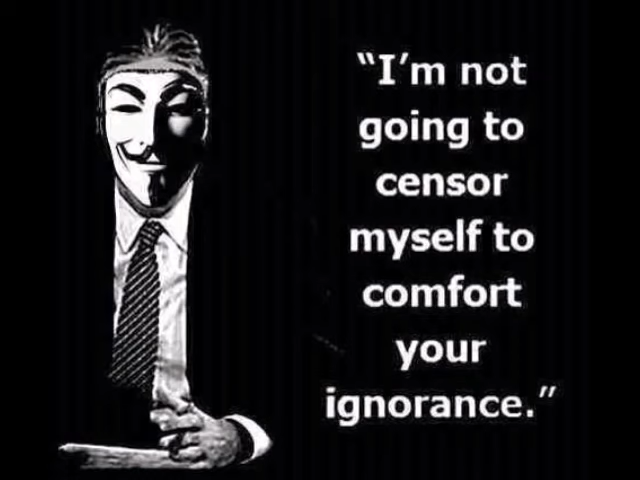 “I’m not
going to
censor
myself to
comfort
your
ignorance.”